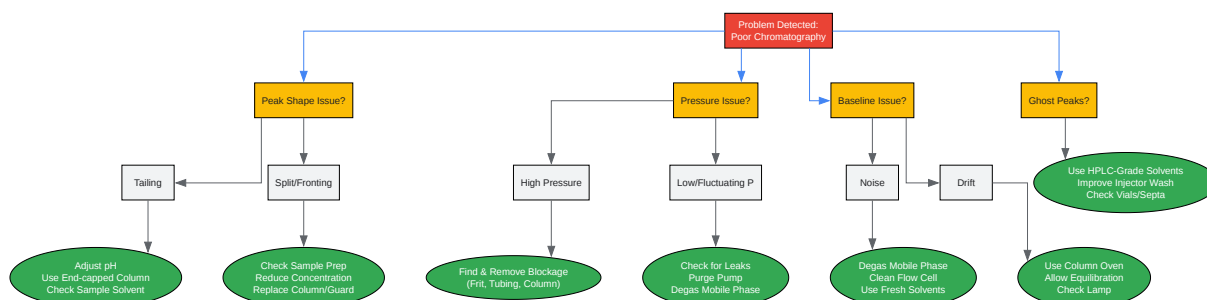 Problem Detected:
Poor Chromatography
Peak Shape Issue?
Pressure Issue?
Baseline Issue?
Ghost Peaks?
Tailing
Split/Fronting
High Pressure
Low/Fluctuating P
Noise
Drift
Use HPLC-Grade Solvents
Improve Injector Wash
Check Vials/Septa
Adjust pH
Use End-capped Column
Check Sample Solvent
Check Sample Prep
Reduce Concentration
Replace Column/Guard
Find & Remove Blockage
(Frit, Tubing, Column)
Check for Leaks
Purge Pump
Degas Mobile Phase
Degas Mobile Phase
Clean Flow Cell
Use Fresh Solvents
Use Column Oven
Allow Equilibration
Check Lamp